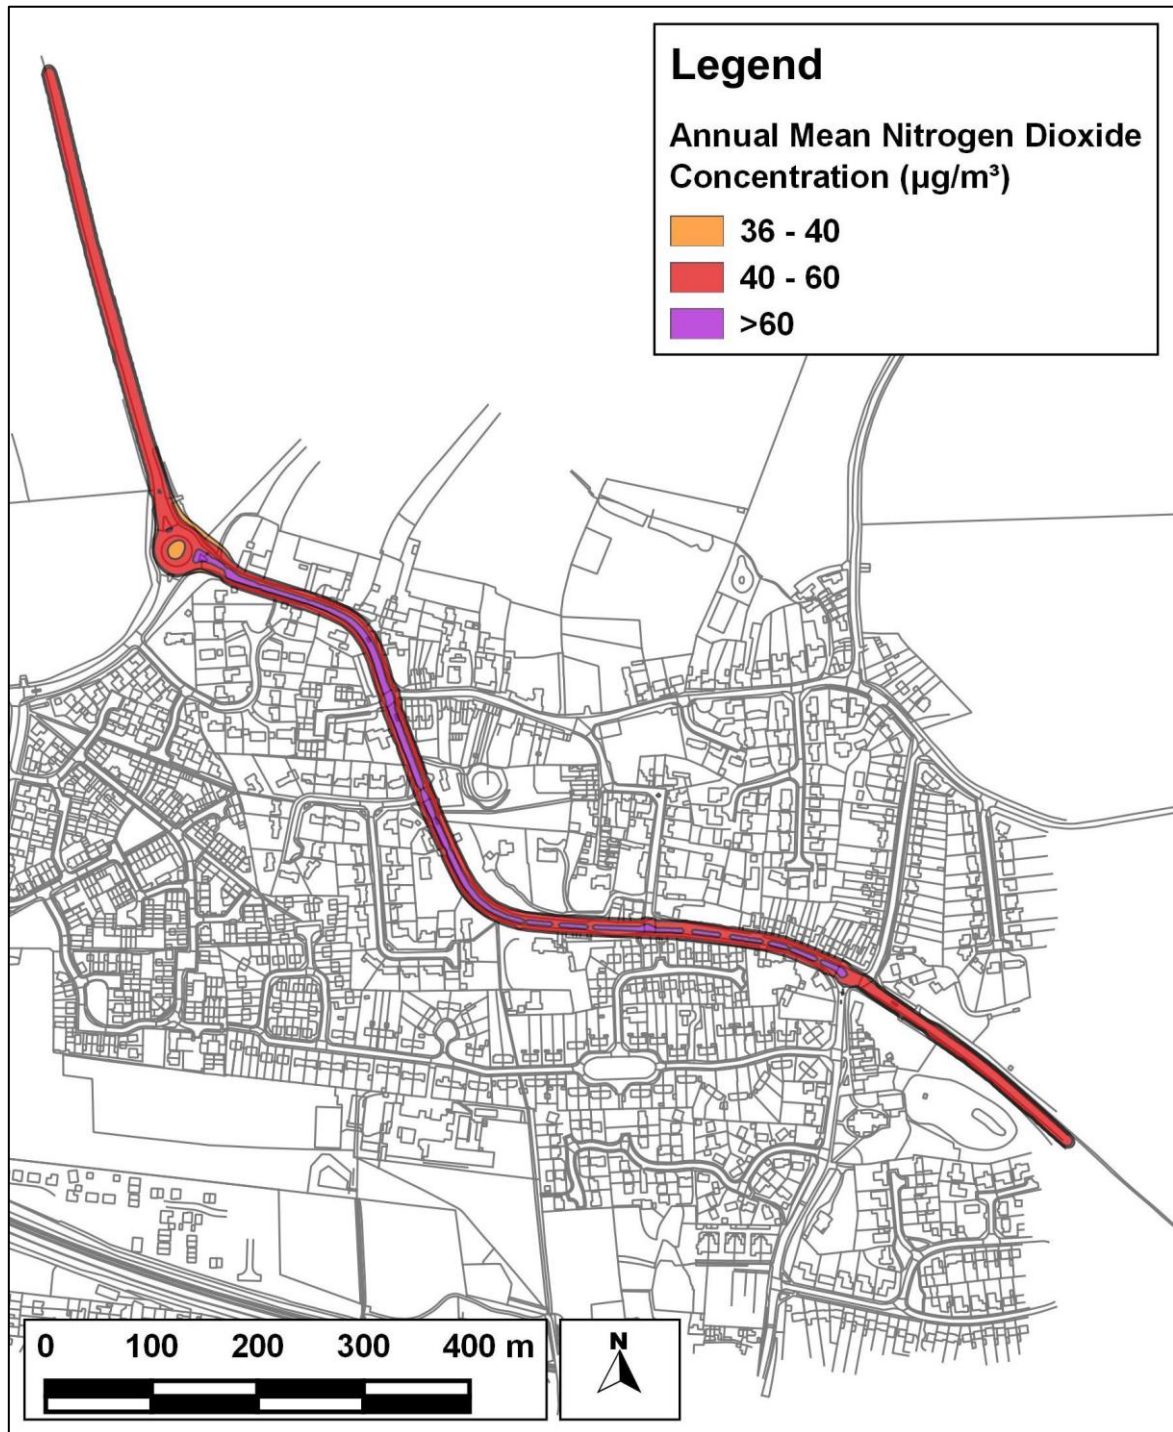 Legend
Annual Mean Nitrogen Dioxide
Concentration (µg/m³)
36 - 40
40 - 60
>60
0 100 200 300 400 m
N